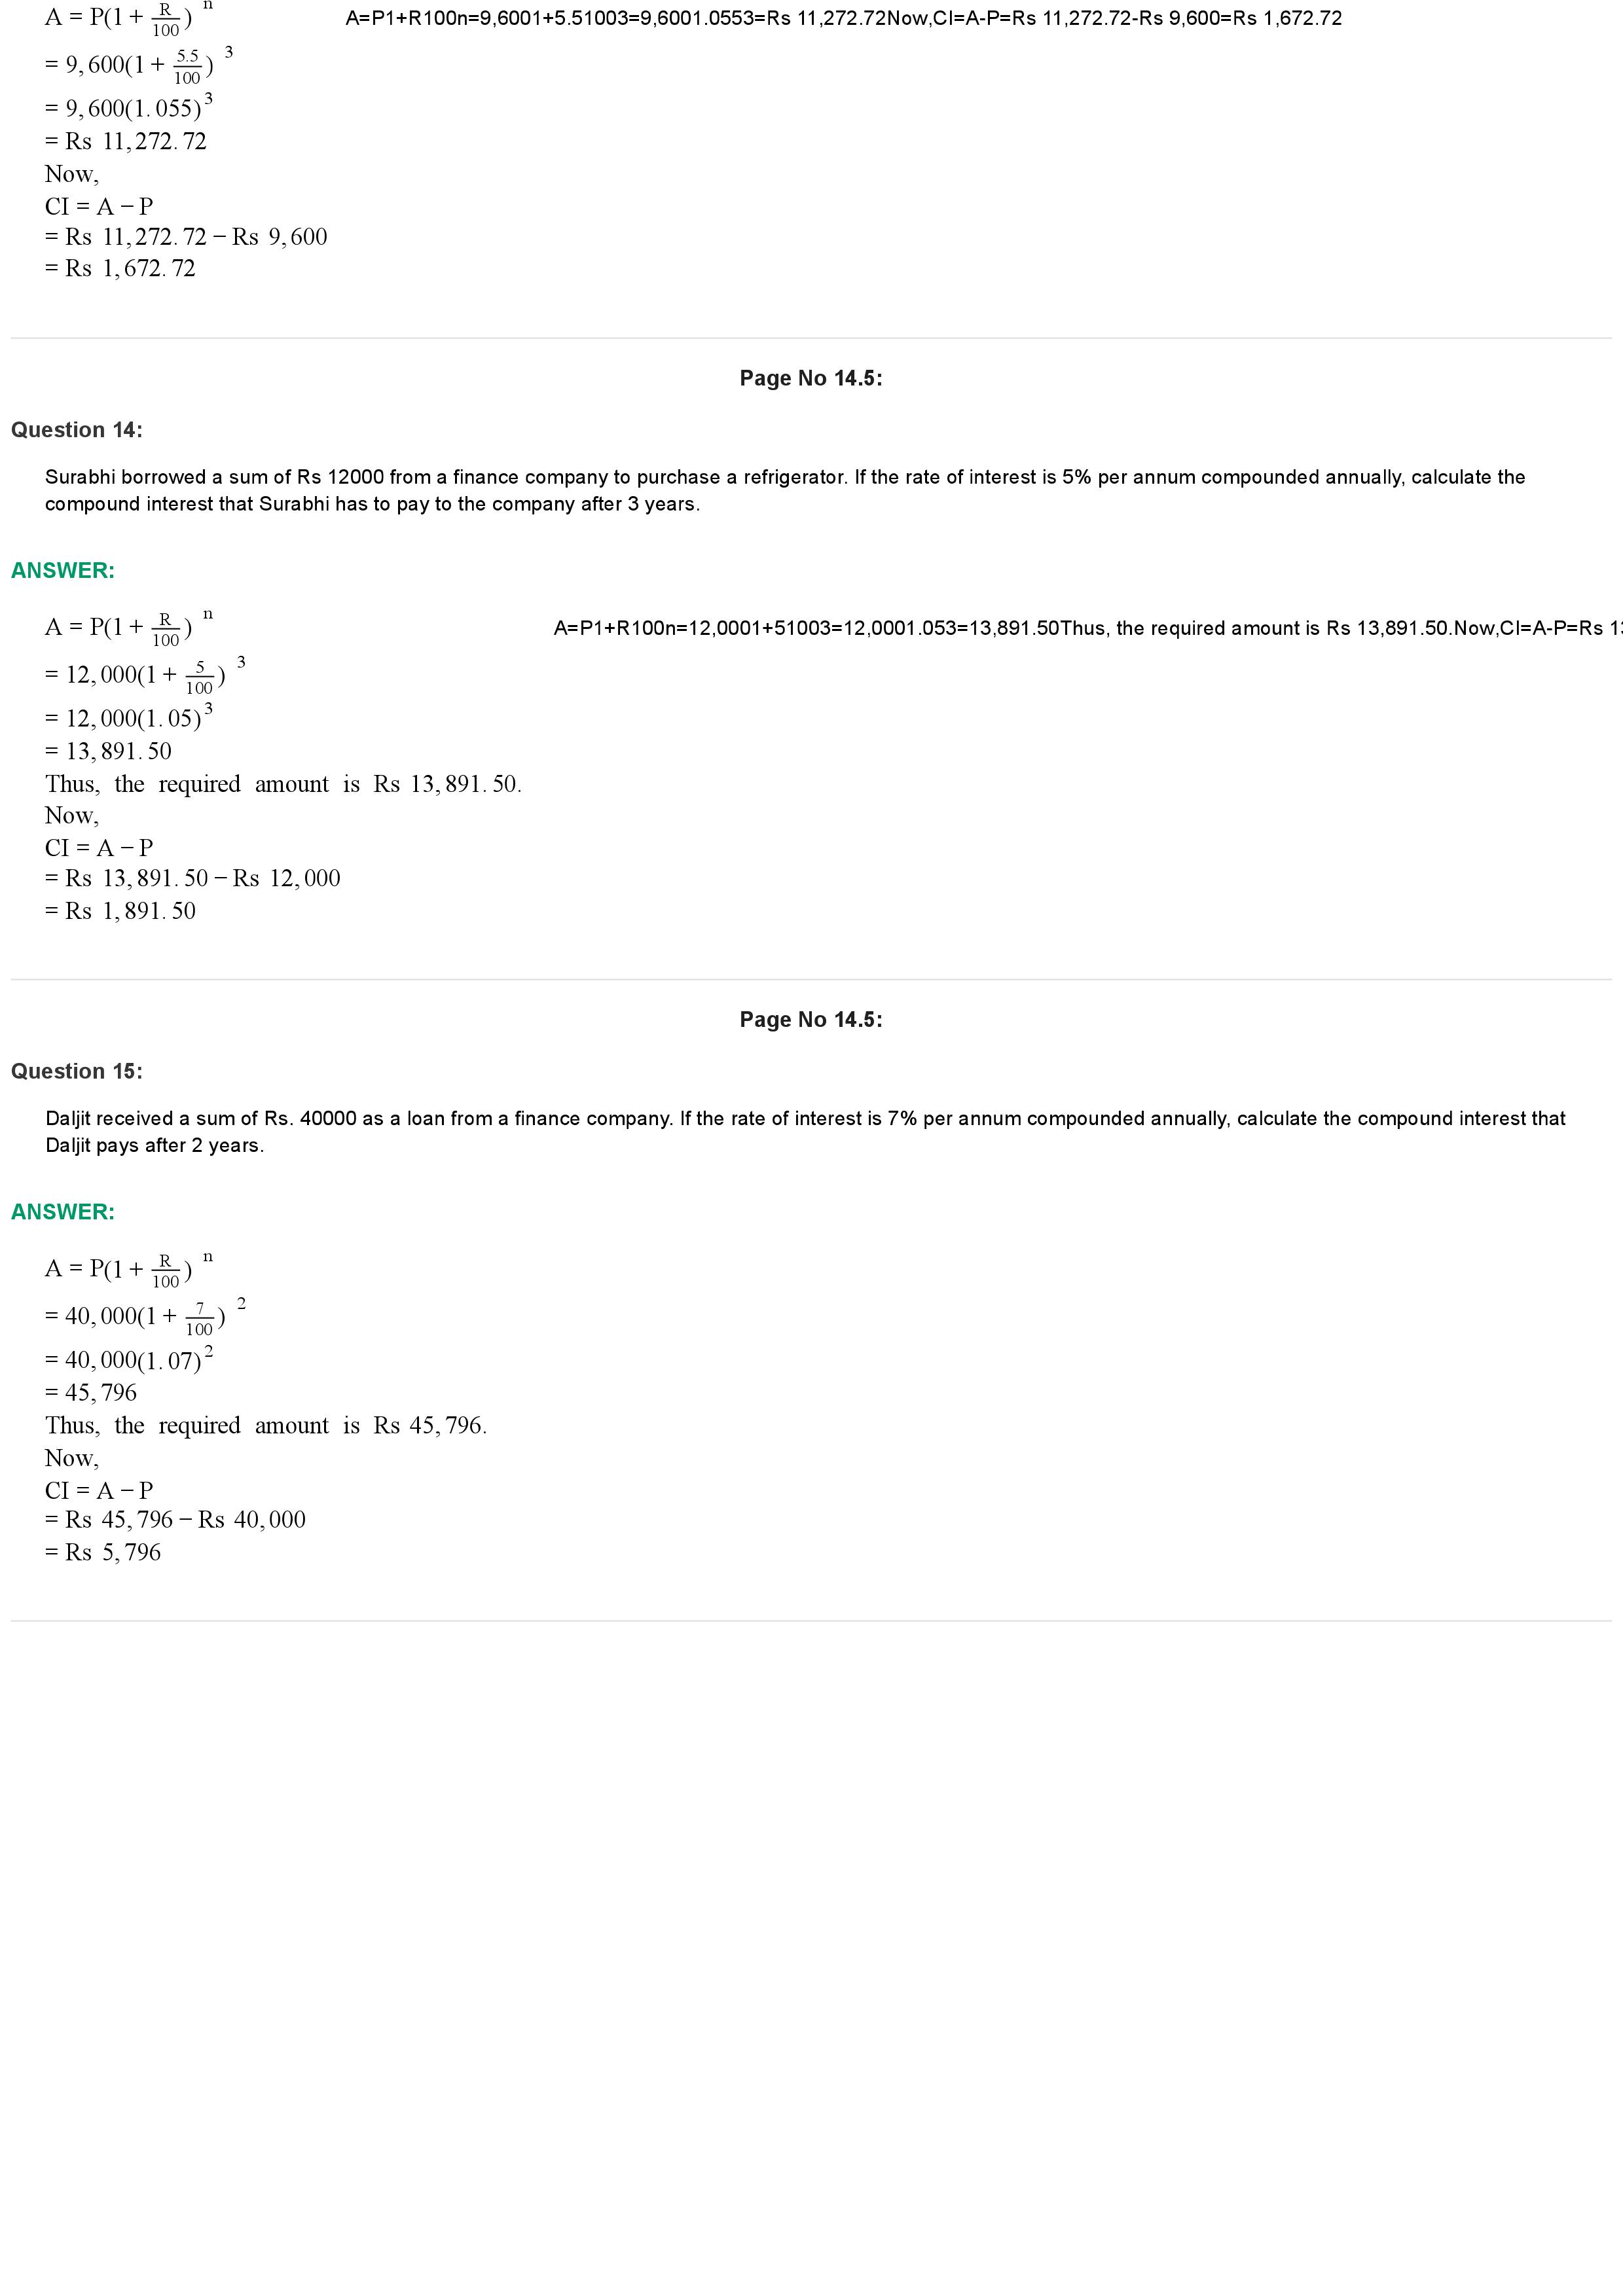 A = P(1 + R/100)^n A=P1+R100n=9,6001+5.51003=9,6001.0553=Rs 11,272.72Now,CI=A-P=Rs 11,272.72-Rs 9,600=Rs 1,672.72
= 9,600(1 + 5.5/100)^3
= 9,600(1.055)^3
= Rs 11,272.72
Now,
CI = A − P
= Rs 11,272.72 − Rs 9,600
= Rs 1,672.72
Page No 14.5:
Question 14:
Surabhi borrowed a sum of Rs 12000 from a finance company to purchase a refrigerator. If the rate of interest is 5% per annum compounded annually, calculate the
compound interest that Surabhi has to pay to the company after 3 years.
ANSWER:
A = P(1 + R/100)^n A=P1+R100n=12,0001+51003=12,0001.053=13,891.50Thus, the required amount is Rs 13,891.50.Now,CI=A-P=Rs 13
= 12,000(1 + 5/100)^3
= 12,000(1.05)^3
= 13,891.50
Thus, the required amount is Rs 13,891.50.
Now,
CI = A − P
= Rs 13,891.50 − Rs 12,000
= Rs 1,891.50
Page No 14.5:
Question 15:
Daljit received a sum of Rs. 40000 as a loan from a finance company. If the rate of interest is 7% per annum compounded annually, calculate the compound interest that
Daljit pays after 2 years.
ANSWER:
A = P(1 + R/100)^n
= 40,000(1 + 7/100)^2
= 40,000(1.07)^2
= 45,796
Thus, the required amount is Rs 45,796.
Now,
CI = A − P
= Rs 45,796 − Rs 40,000
= Rs 5,796